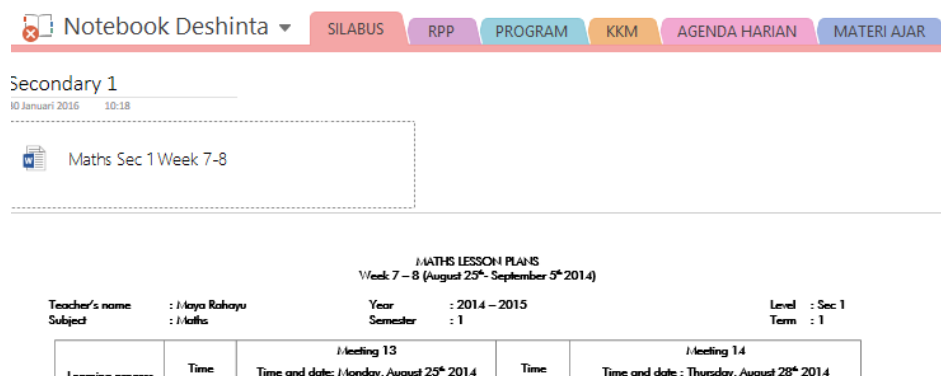 Notebook Deshinta SILABUS RPP PROGRAM KKM AGENDA HARIAN MATERI AJAR
Secondary 1
30 Januari 2016 10:18
Maths Sec 1 Week 7-8
MATHS LESSON PLANS
Week 7 – 8 (August 25th- September 5th 2014)
Teacher's name : Maya Rahayu Year : 2014 – 2015 Level : Sec 1
Subject : Maths Semester : 1 Term : 1
Meeting 13 Meeting 14
Learning process Time Time and date: Monday, August 25th 2014 Time Time and date : Thursday, August 28th 2014